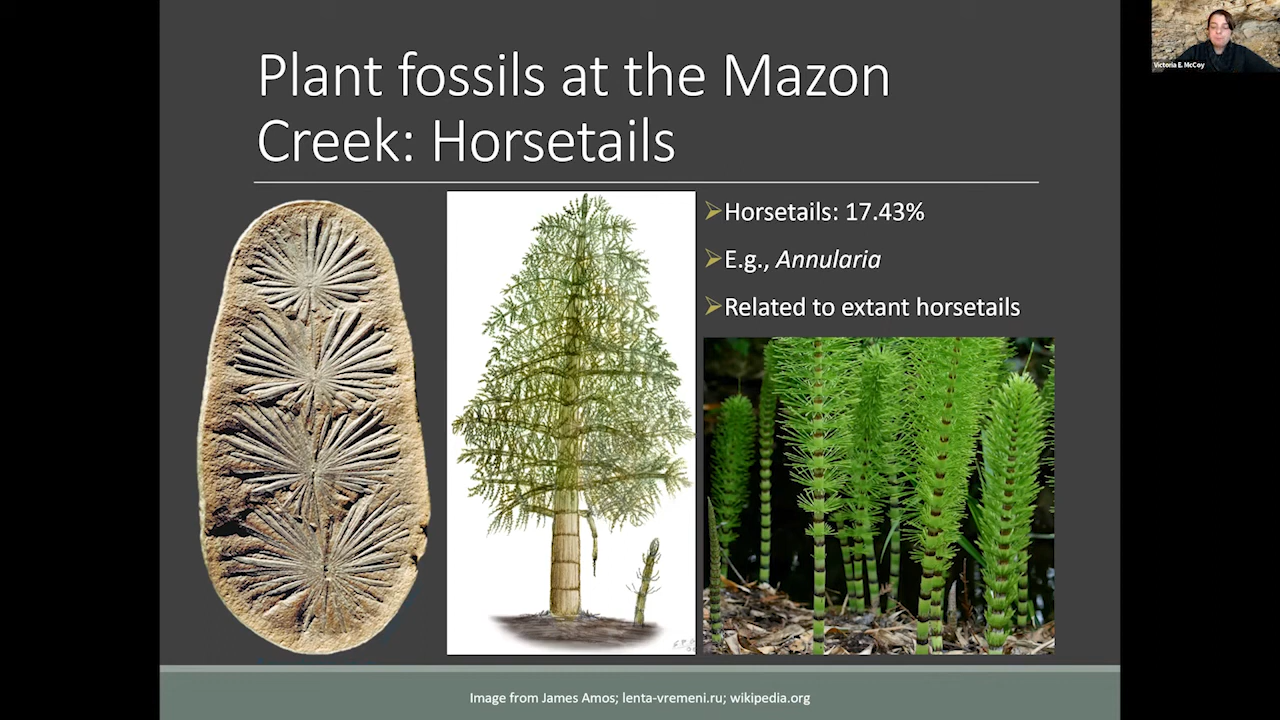 Plant fossils at the Mazon
Creek: Horsetails
Victoria E. McCoy
Horsetails: 17.43%
E.g., Annularia
Related to extant horsetails
Image from James Amos; lenta-vremeni.ru; wikipedia.org